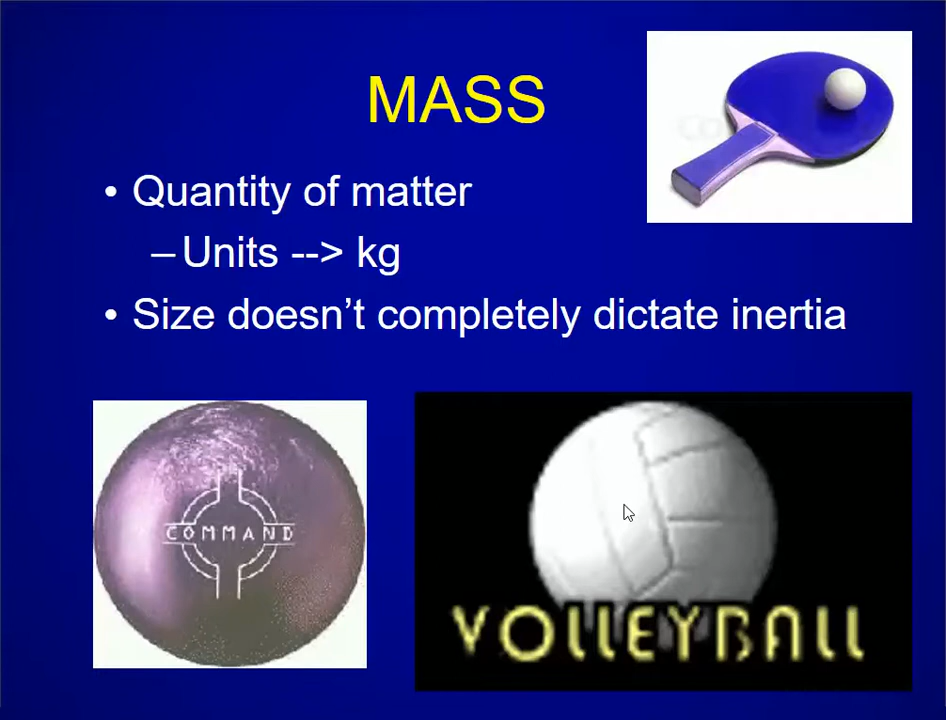 MASS
• Quantity of matter
–Units --> kg
• Size doesn’t completely dictate inertia
COMMAND
VOLLEYBALL